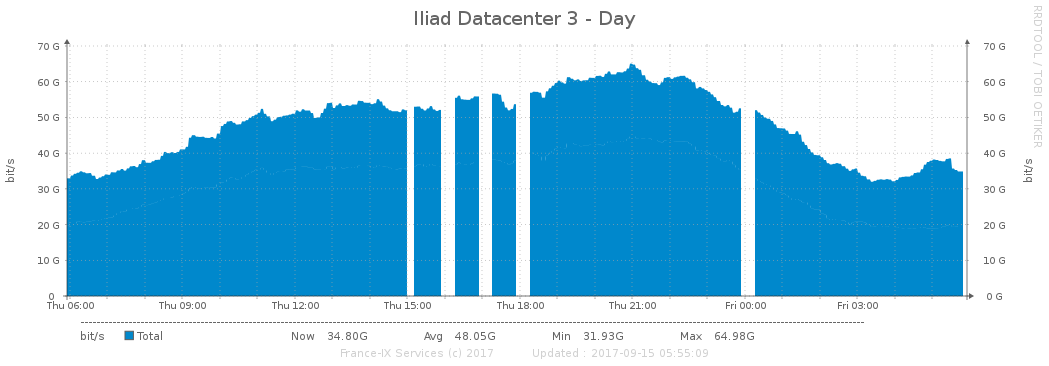 Iliad Datacenter 3 - Day
RRDTOOL / TOBI OETIKER
70 G 70 G
60 G 60 G
50 G 50 G
40 G 40 G
30 G 30 G
20 G 20 G
10 G 10 G
0 0 G
bit/s bit/s
Thu 06:00 Thu 09:00 Thu 12:00 Thu 15:00 Thu 18:00 Thu 21:00 Fri 00:00 Fri 03:00
bit/s Total Now 34.80G Avg 48.05G Min 31.93G Max 64.98G
France-IX Services (c) 2017 Updated : 2017-09-15 05:55:09